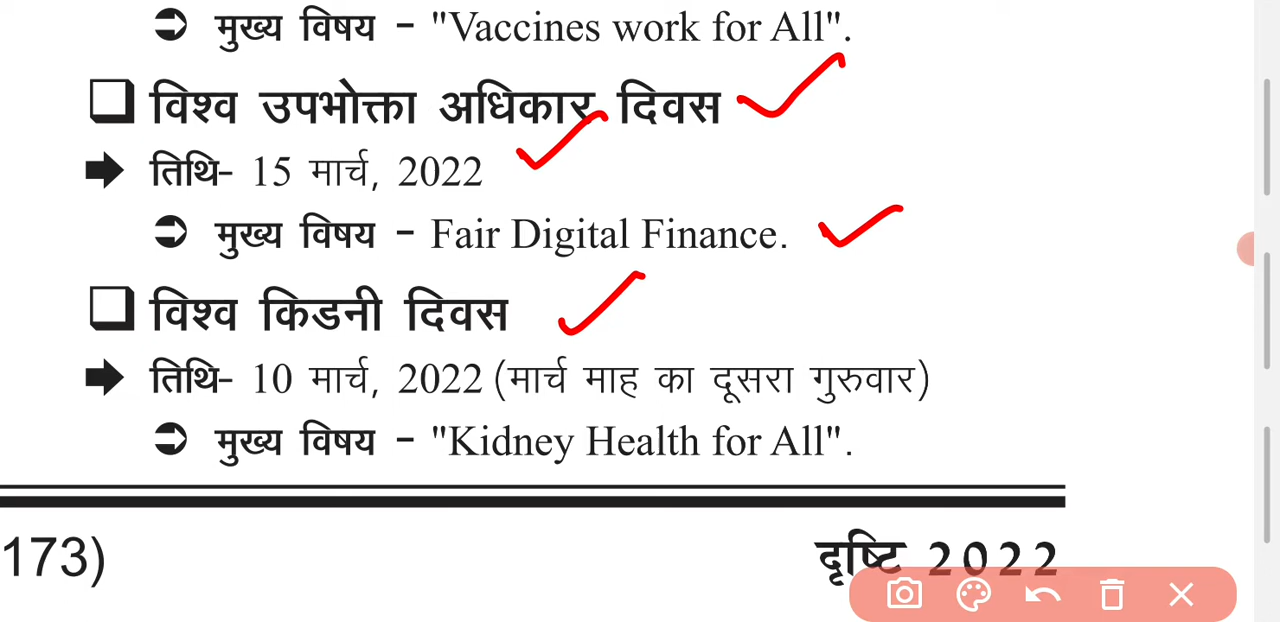 ➲ मुख्य विषय - "Vaccines work for All".
❑ विश्व उपभोक्ता अधिकार दिवस
➡ तिथि- 15 मार्च, 2022
➲ मुख्य विषय - Fair Digital Finance.
❑ विश्व किडनी दिवस
➡ तिथि- 10 मार्च, 2022 (मार्च माह का दूसरा गुरुवार)
➲ मुख्य विषय - "Kidney Health for All".
173) दृष्टि 2022